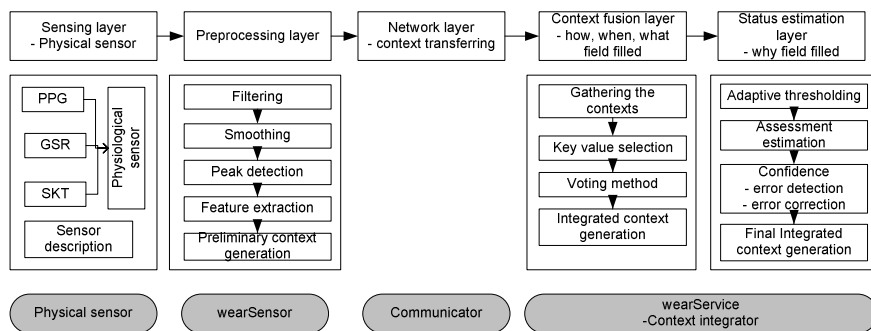 Sensing layer
- Physical sensor
Preprocessing layer
Network layer
- context transferring
Context fusion layer
- how, when, what
field filled
Status estimation
layer
- why field filled
PPG
GSR
SKT
Physiological
sensor
Sensor
description
Filtering
Smoothing
Peak detection
Feature extraction
Preliminary context
generation
Gathering the
contexts
Key value selection
Voting method
Integrated context
generation
Adaptive thresholding
Assessment
estimation
Confidence
- error detection
- error correction
Final Integrated
context generation
Physical sensor
wearSensor
Communicator
wearService
-Context integrator